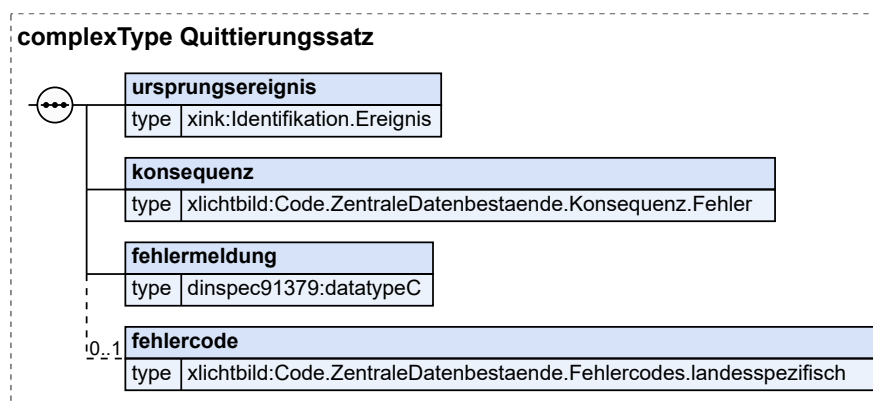 complexType Quittierungssatz
ursprungsereignis
type xink:Identifikation.Ereignis
konsequenz
type xlichtbild:Code.ZentraleDatenbestaende.Konsequenz.Fehler
fehlermeldung
type dinspec91379:datatypeC
0..1 fehlercode
type xlichtbild:Code.ZentraleDatenbestaende.Fehlercodes.landesspezifisch